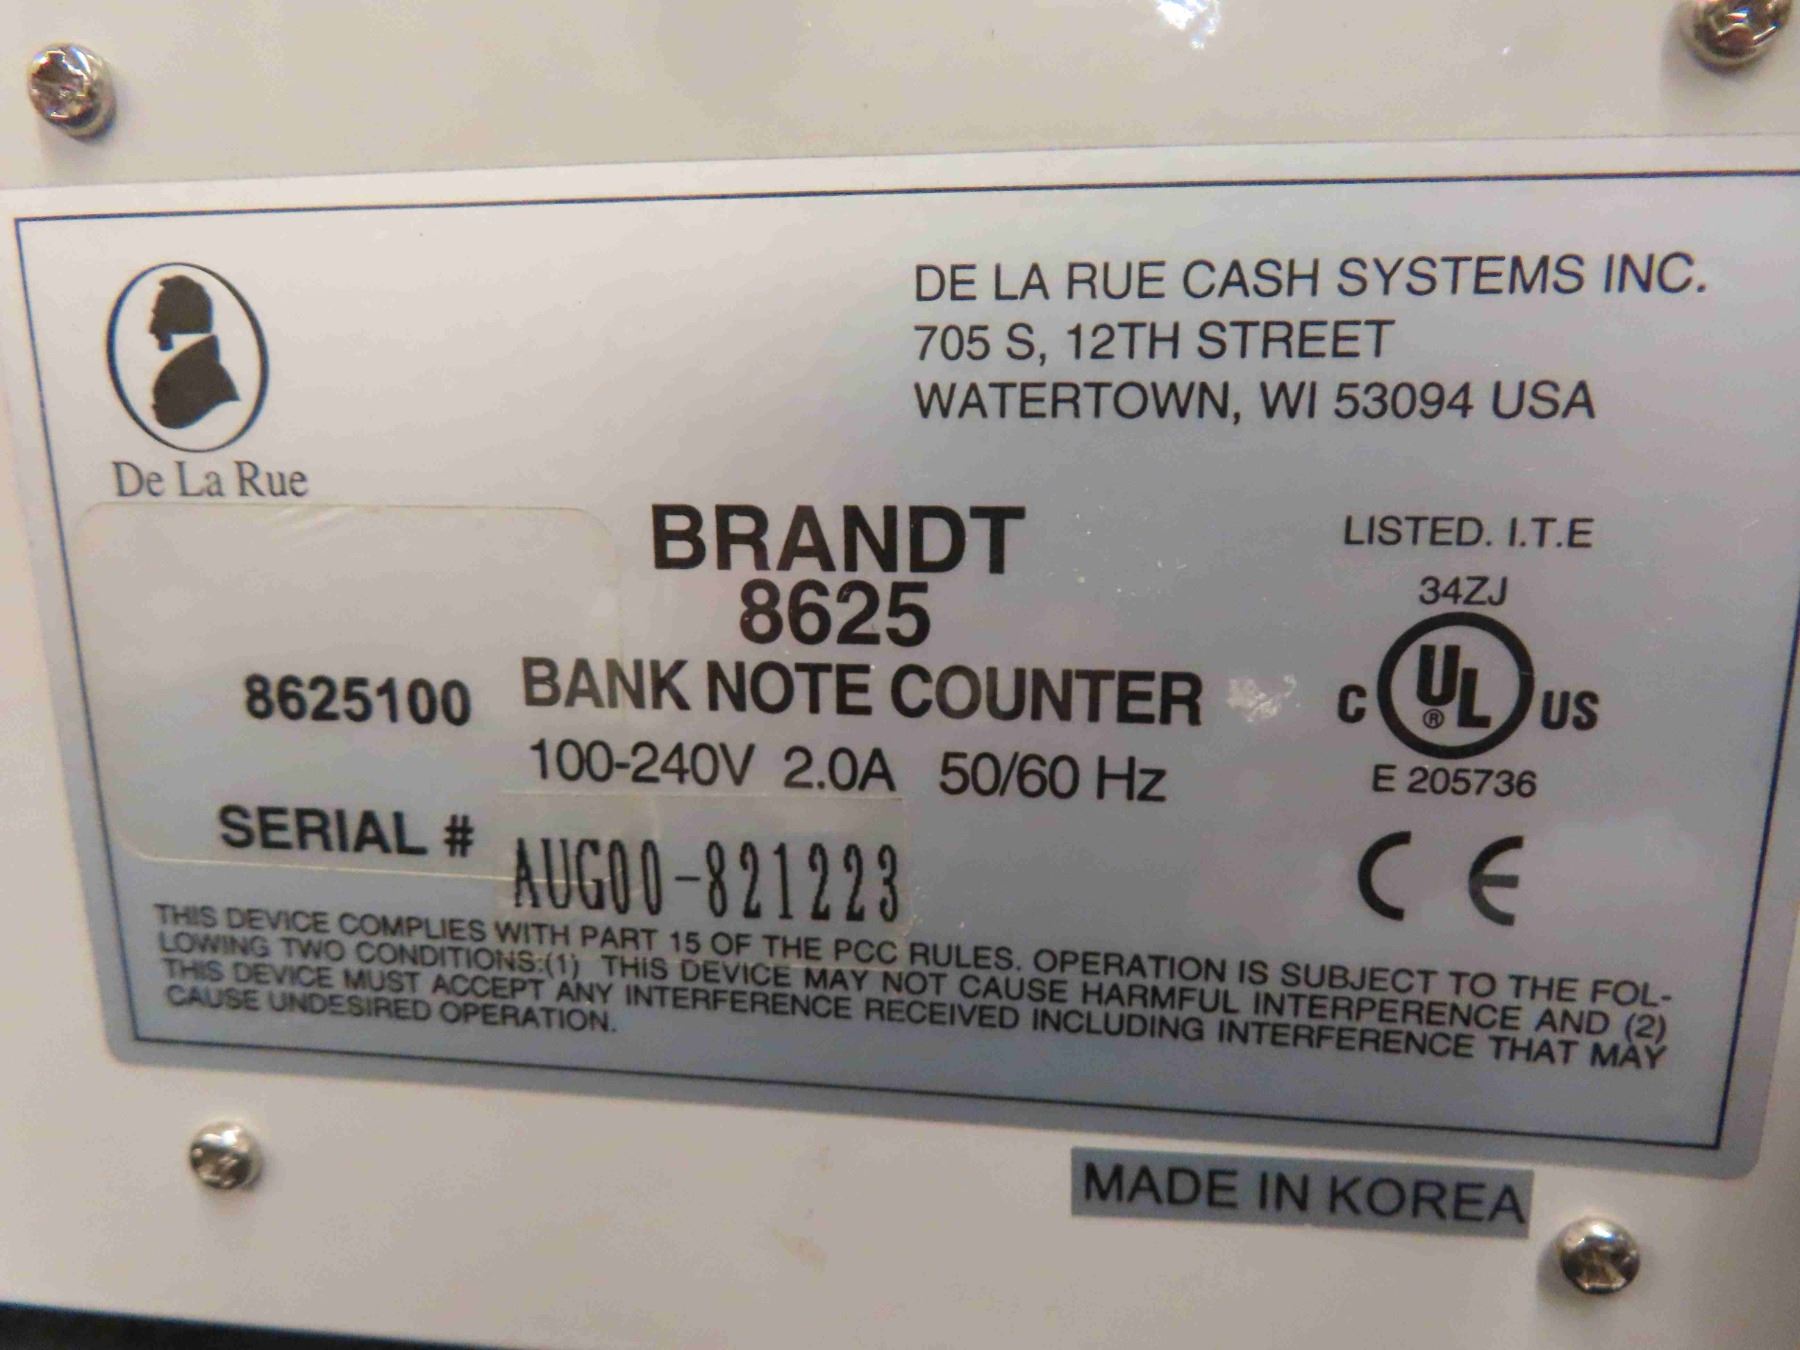 De La Rue
DE LA RUE CASH SYSTEMS INC.
705 S, 12TH STREET
WATERTOWN, WI 53094 USA
BRANDT
8625
8625100 BANK NOTE COUNTER
100-240V 2.0A 50/60 Hz
SERIAL # AUG00-821223
LISTED. I.T.E
34ZJ
C UL® US
E 205736
CE
THIS DEVICE COMPLIES WITH PART 15 OF THE PCC RULES. OPERATION IS SUBJECT TO THE FOL-
LOWING TWO CONDITIONS:(1) THIS DEVICE MAY NOT CAUSE HARMFUL INTERPERENCE AND (2)
THIS DEVICE MUST ACCEPT ANY INTERFERENCE RECEIVED INCLUDING INTERFERENCE THAT MAY
CAUSE UNDESIRED OPERATION.
MADE IN KOREA